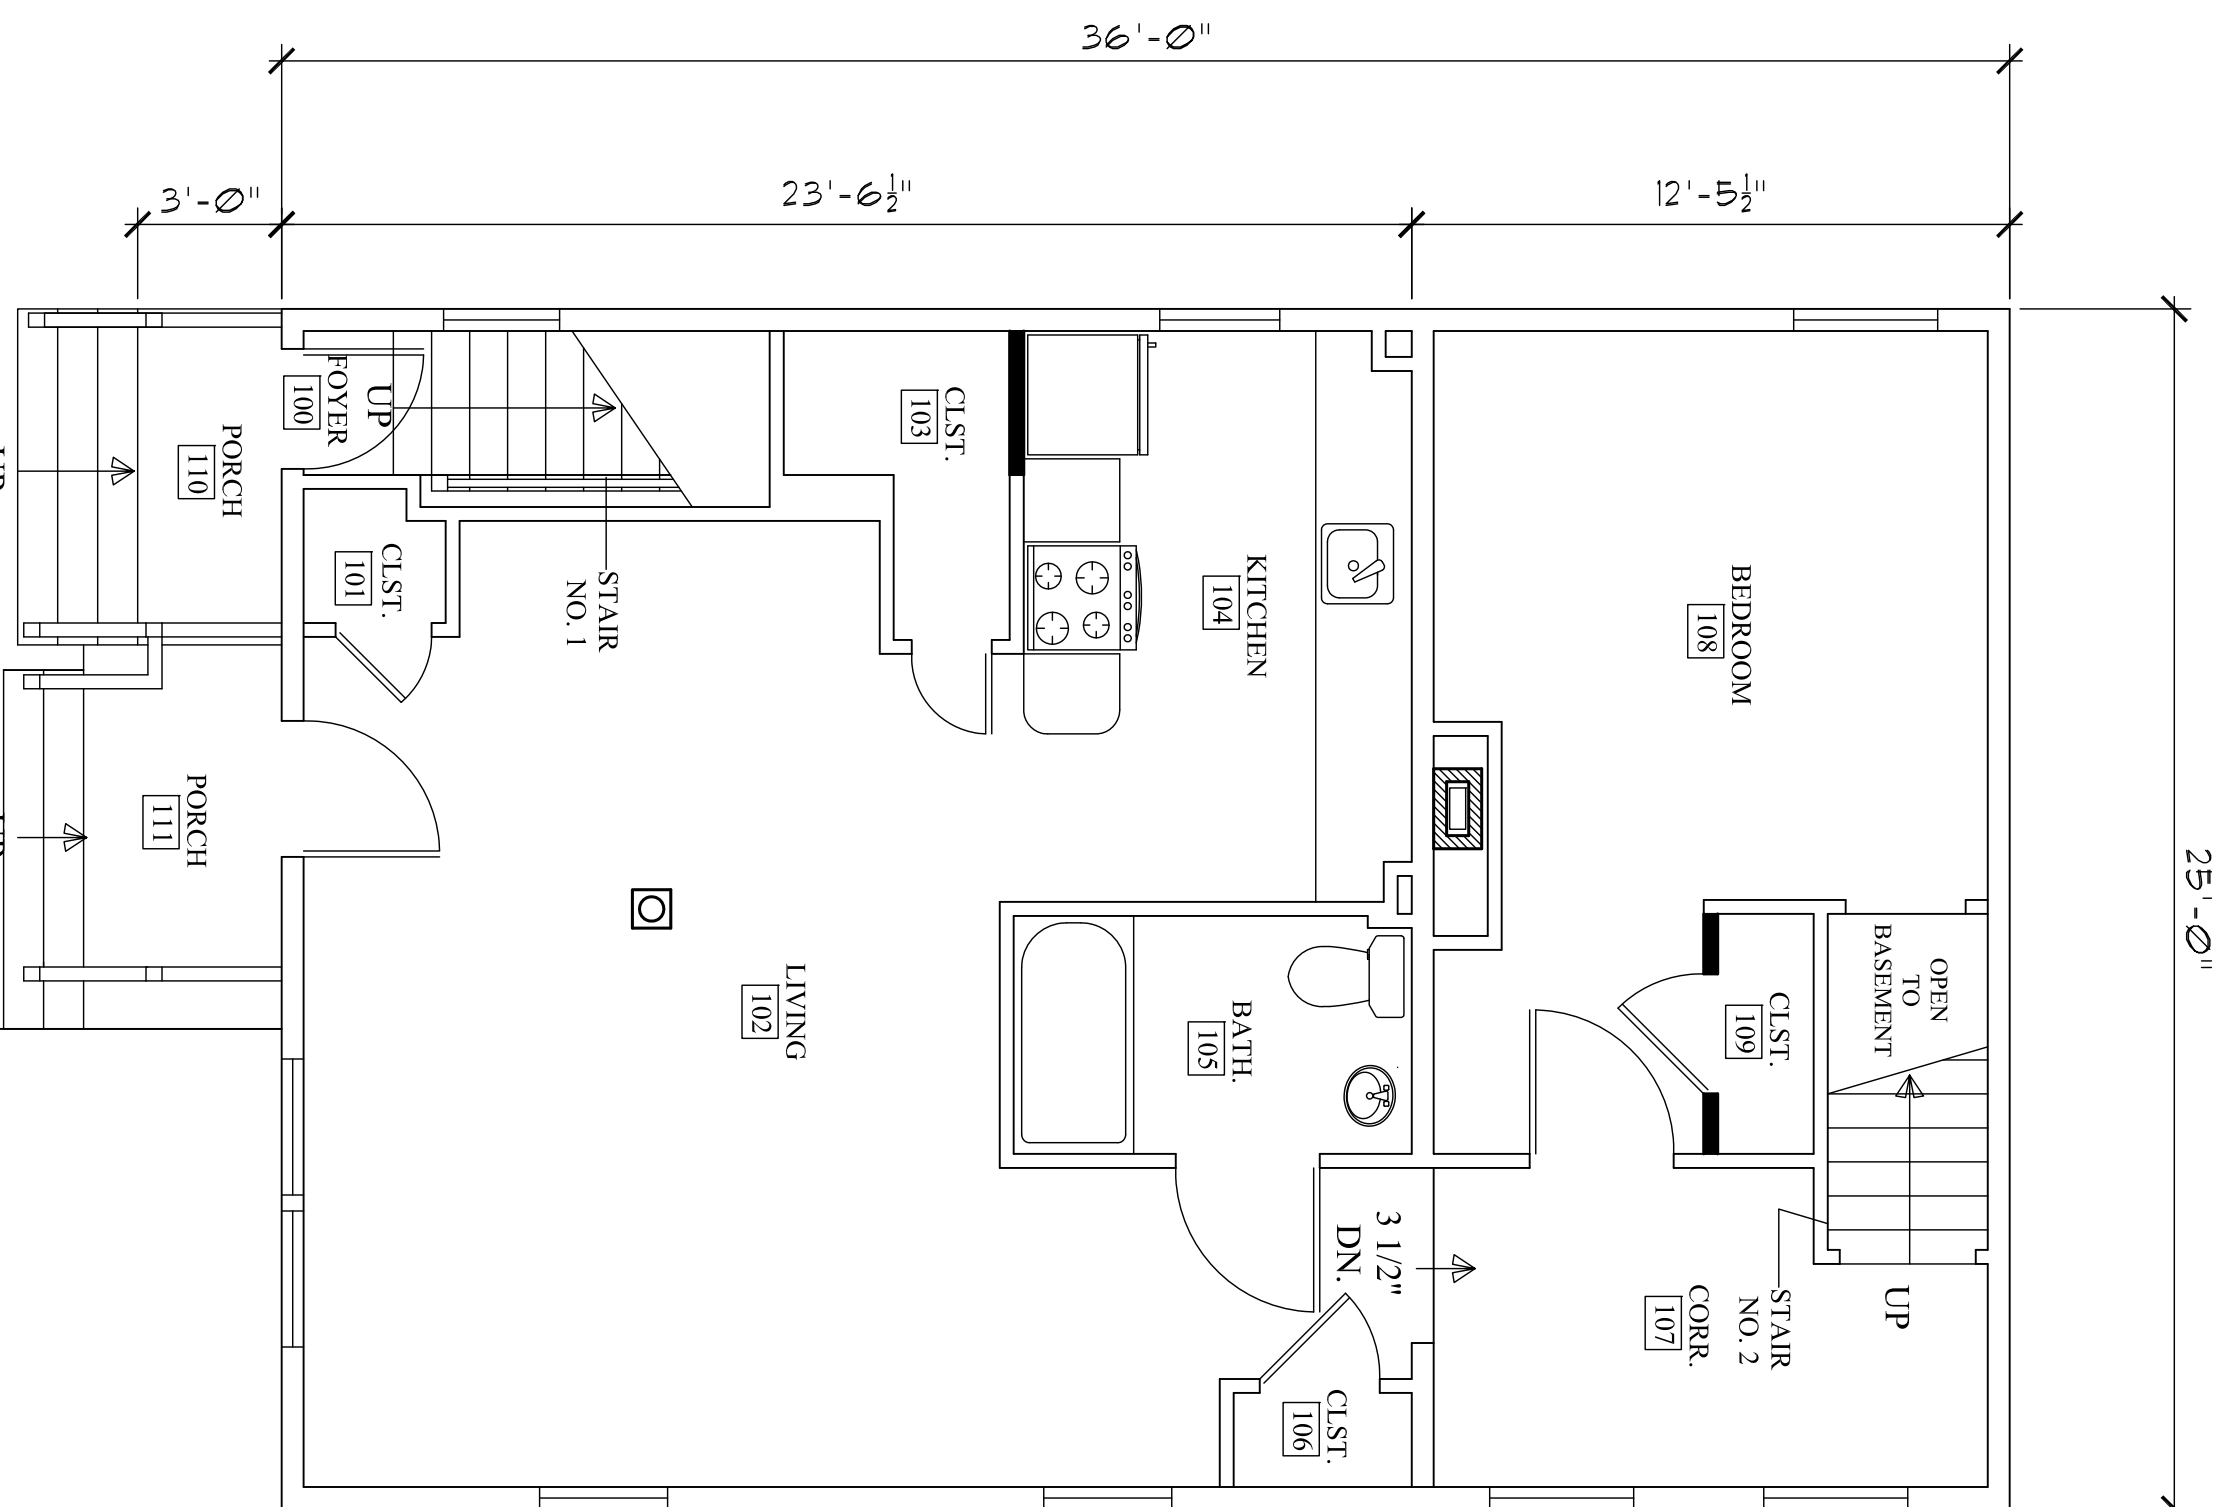 36'-0"
3'-0"
23'-6 1/2"
12'-5 1/2"
25'-0"
FOYER
100
UP
PORCH
110
CLST.
101
STAIR
NO. 1
CLST.
103
KITCHEN
104
BEDROOM
108
PORCH
111
LIVING
102
BATH.
105
CLST.
109
OPEN
TO
BASEMENT
3 1/2"
DN.
CLST.
106
CORR.
107
STAIR
NO. 2
UP